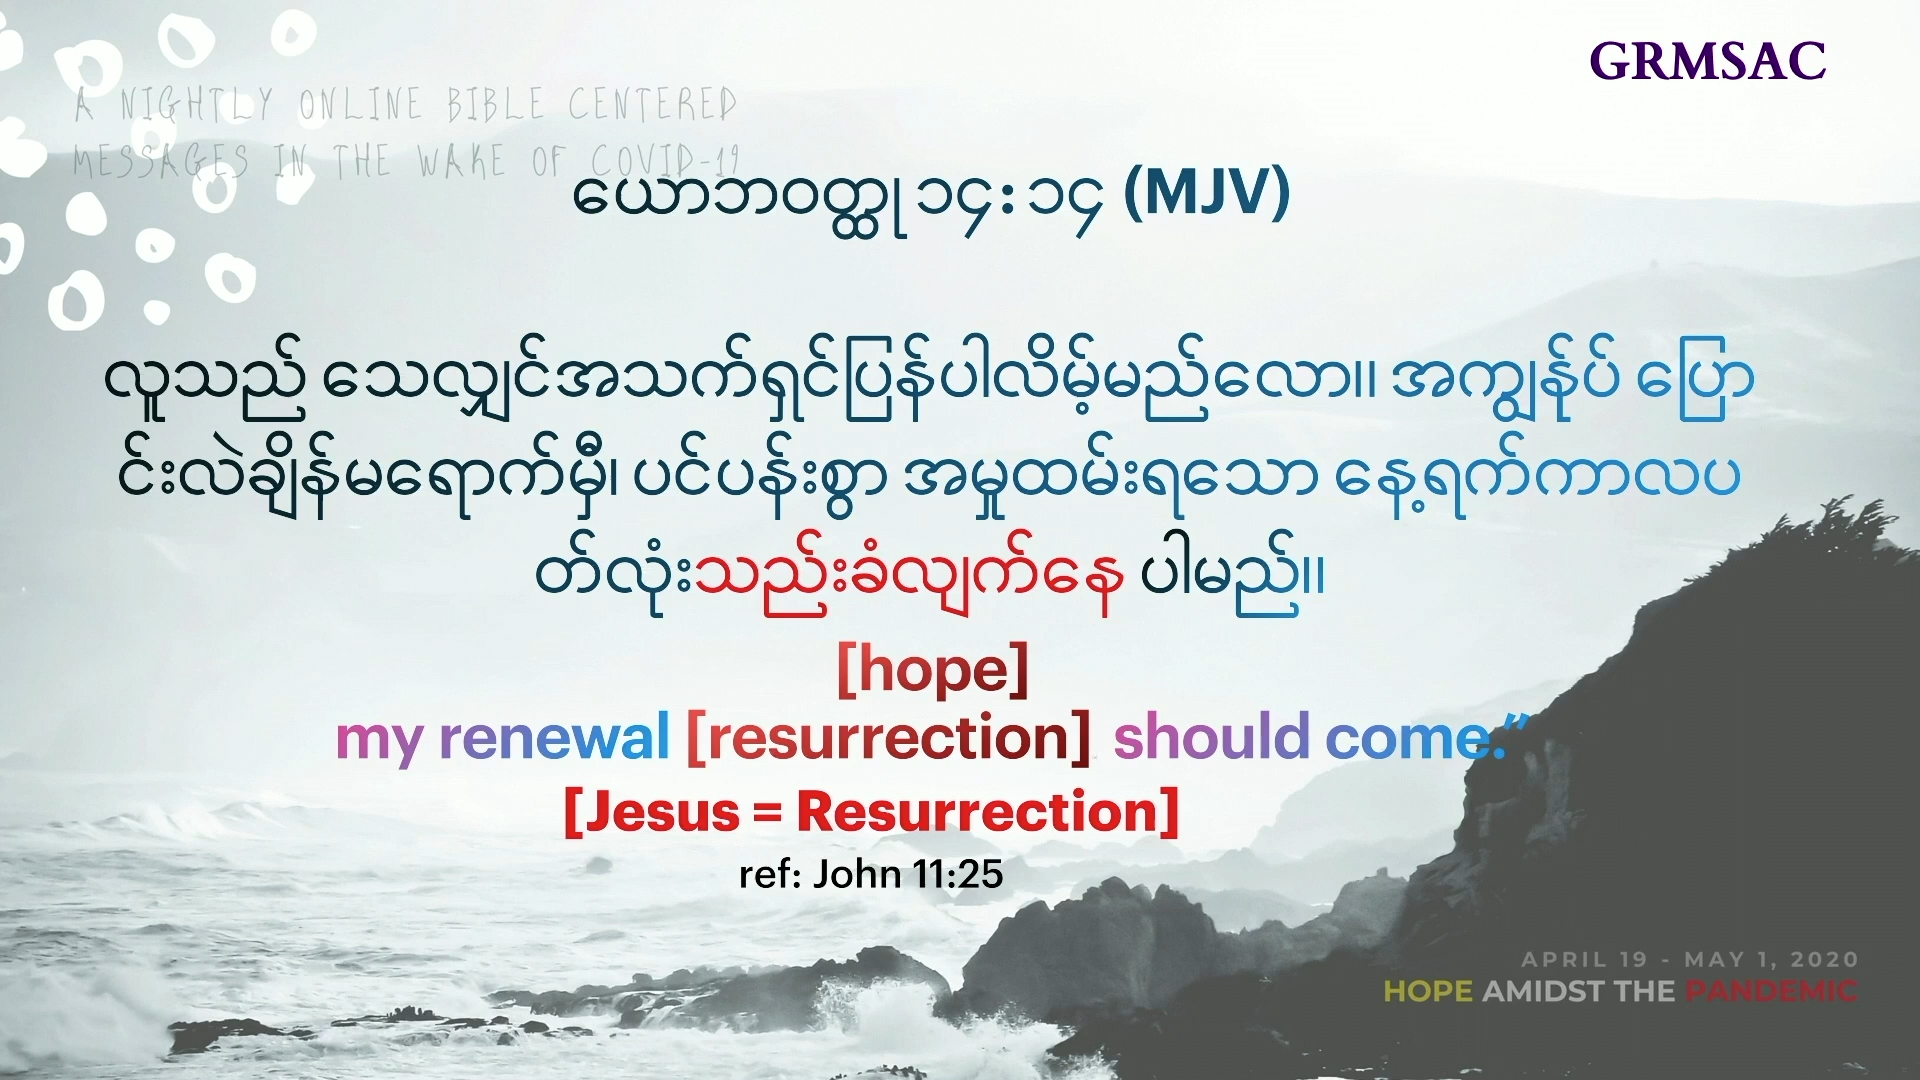 GRMSAC
A NIGHTLY ONLINE BIBLE CENTERED
MESSAGES IN THE WAKE OF COVID-19
ယောဘဝတ္ထု ၁၄: ၁၄ (MJV)
လူသည် သေလျှင်အသက်ရှင်ပြန်ပါလိမ့်မည်လော။ အကျွန်ုပ် ပြော
င်းလဲချိန်မရောက်မှီ၊ ပင်ပန်းစွာ အမှုထမ်းရသော နေ့ရက်ကာလပ
တ်လုံးသည်းခံလျက်နေ ပါမည်။
[hope]
my renewal [resurrection] should come.”
[Jesus = Resurrection]
ref: John 11:25
APRIL 19 - MAY 1, 2020
HOPE AMIDST THE PANDEMIC